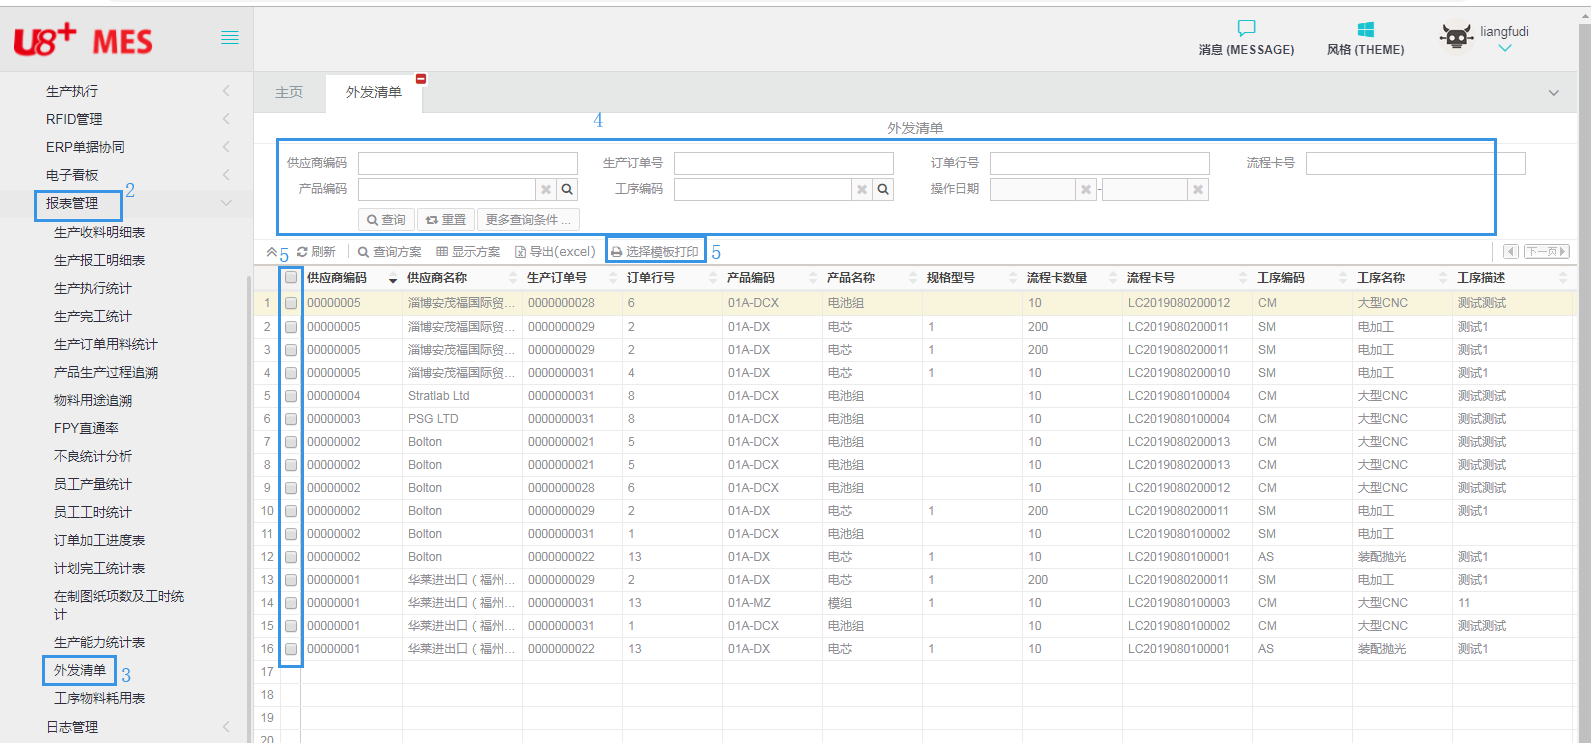 U8+ MES
消息 (MESSAGE)
风格 (THEME)
liangfudi
生产执行
RFID管理
ERP单据协同
电子看板
报表管理
2
生产收料明细表
生产报工明细表
生产执行统计
生产完工统计
生产订单用料统计
产品生产过程追溯
物料用途追溯
FPY直通率
不良统计分析
员工产量统计
员工工时统计
订单加工进度表
计划完工统计表
在制图纸项数及工时统
计
生产能力统计表
外发清单
3
工序物料耗用表
日志管理
主页 外发清单
4
外发清单
供应商编码 生产订单号 订单行号 流程卡号
产品编码 工序编码 操作日期 -
查询 重置 更多查询条件 ...
5 刷新 查询方案 显示方案 导出(excel) 选择模板打印 5 下一页
供应商编码 供应商名称 生产订单号 订单行号 产品编码 产品名称 规格型号 流程卡数量 流程卡号 工序编码 工序名称 工序描述
1 00000005 淄博安茂福国际贸... 0000000028 6 01A-DCX 电池组 10 LC2019080200012 CM 大型CNC 测试测试
2 00000005 淄博安茂福国际贸... 0000000029 2 01A-DX 电芯 1 200 LC2019080200011 SM 电加工 测试1
3 00000005 淄博安茂福国际贸... 0000000029 2 01A-DX 电芯 1 200 LC2019080200011 SM 电加工 测试1
4 00000005 淄博安茂福国际贸... 0000000031 4 01A-DX 电芯 1 10 LC2019080200010 SM 电加工 测试1
5 00000004 Stratlab Ltd 0000000031 8 01A-DCX 电池组 10 LC2019080100004 CM 大型CNC 测试测试
6 00000003 PSG LTD 0000000031 8 01A-DCX 电池组 10 LC2019080100004 CM 大型CNC 测试测试
7 00000002 Bolton 0000000021 5 01A-DCX 电池组 10 LC2019080200013 CM 大型CNC 测试测试
8 00000002 Bolton 0000000021 5 01A-DCX 电池组 10 LC2019080200013 CM 大型CNC 测试测试
9 00000002 Bolton 0000000028 6 01A-DCX 电池组 10 LC2019080200012 CM 大型CNC 测试测试
10 00000002 Bolton 0000000029 2 01A-DX 电芯 1 200 LC2019080200011 SM 电加工 测试1
11 00000002 Bolton 0000000031 1 01A-DCX 电池组 10 LC2019080100002 SM 电加工
12 00000002 Bolton 0000000022 13 01A-DX 电芯 1 10 LC2019080100001 AS 装配抛光 测试1
13 00000001 华莱进出口（福州... 0000000029 2 01A-DX 电芯 1 200 LC2019080200011 SM 电加工 测试1
14 00000001 华莱进出口（福州... 0000000031 13 01A-MZ 模组 1 10 LC2019080100003 CM 大型CNC 11
15 00000001 华莱进出口（福州... 0000000031 1 01A-DCX 电池组 10 LC2019080100002 CM 大型CNC 测试测试
16 00000001 华莱进出口（福州... 0000000022 13 01A-DX 电芯 1 10 LC2019080100001 AS 装配抛光 测试1
17
18
19
20